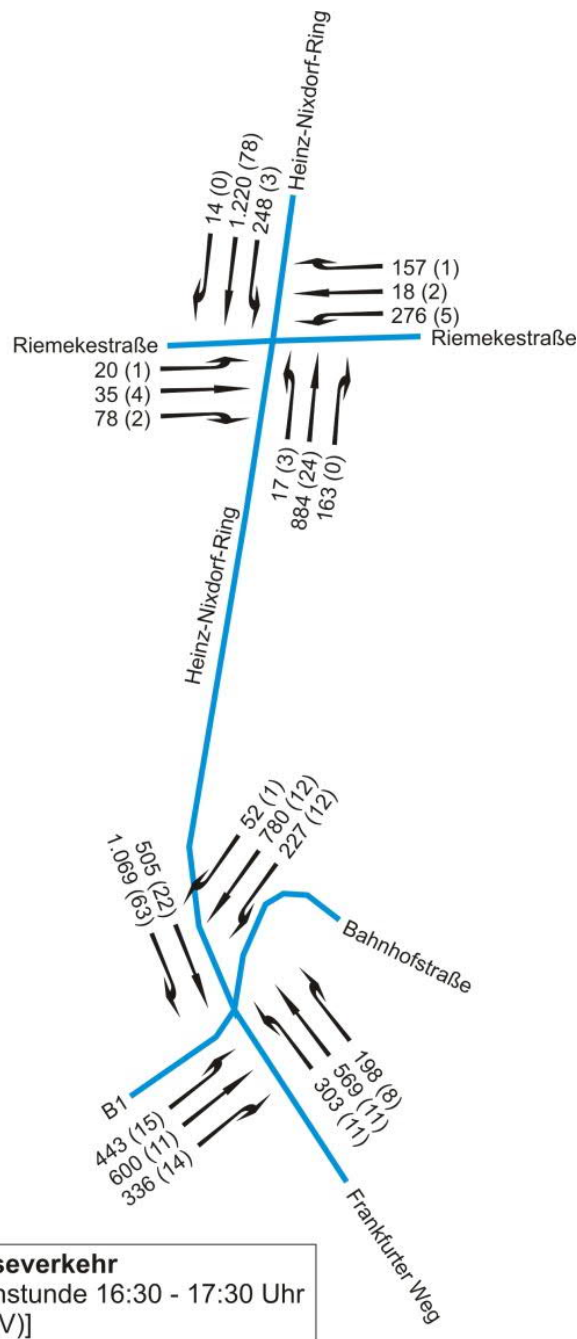 Heinz-Nixdorf-Ring
14 (0)
1.220 (78)
248 (3)
157 (1)
18 (2)
276 (5)
Riemekestraße
Riemekestraße
20 (1)
35 (4)
78 (2)
17 (3)
884 (24)
163 (0)
Heinz-Nixdorf-Ring
52 (1)
780 (12)
227 (12)
505 (22)
1.069 (63)
Bahnhofstraße
198 (8)
569 (11)
303 (11)
B1
443 (15)
600 (11)
336 (14)
Frankfurter Weg
severkehr
nstunde 16:30 - 17:30 Uhr
V)]